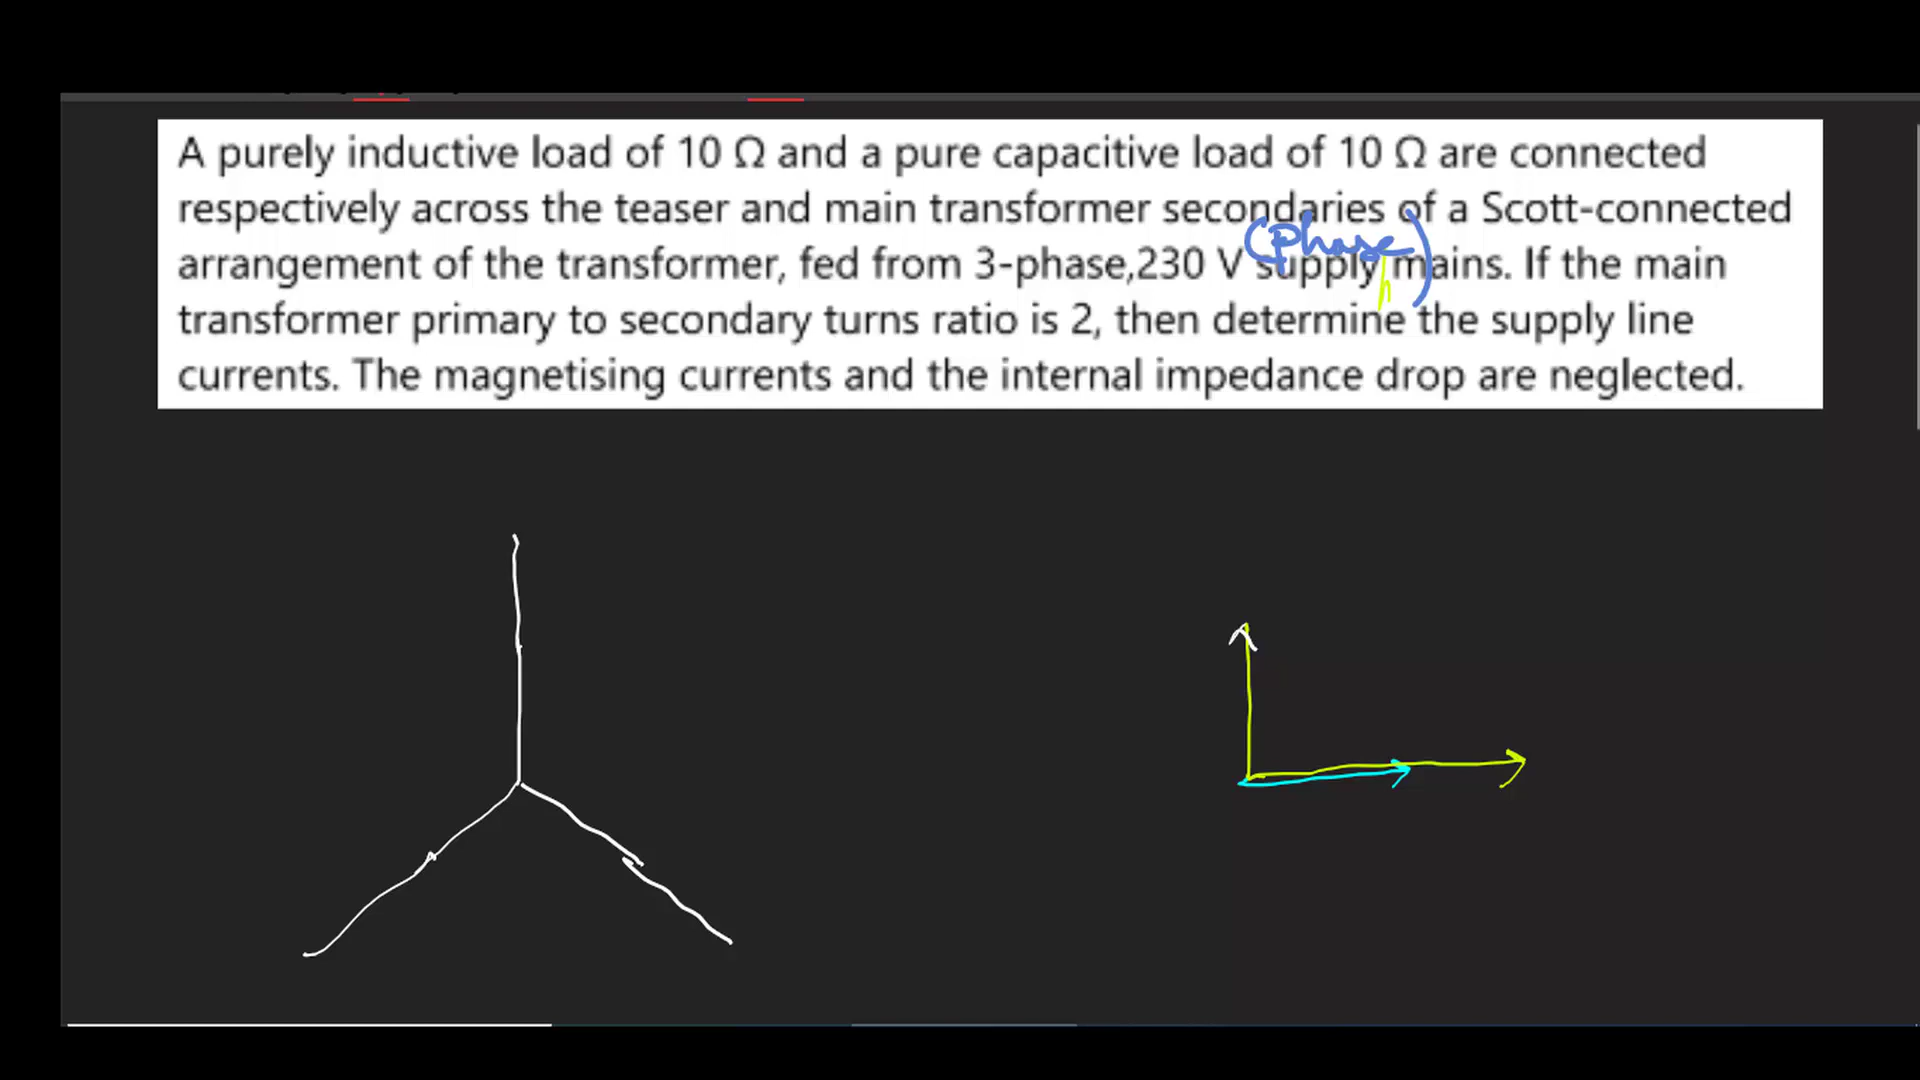 A purely inductive load of 10 Ω and a pure capacitive load of 10 Ω are connected
respectively across the teaser and main transformer secondaries of a Scott-connected
(phase)
arrangement of the transformer, fed from 3-phase,230 V supply mains. If the main
h
transformer primary to secondary turns ratio is 2, then determine the supply line
currents. The magnetising currents and the internal impedance drop are neglected.